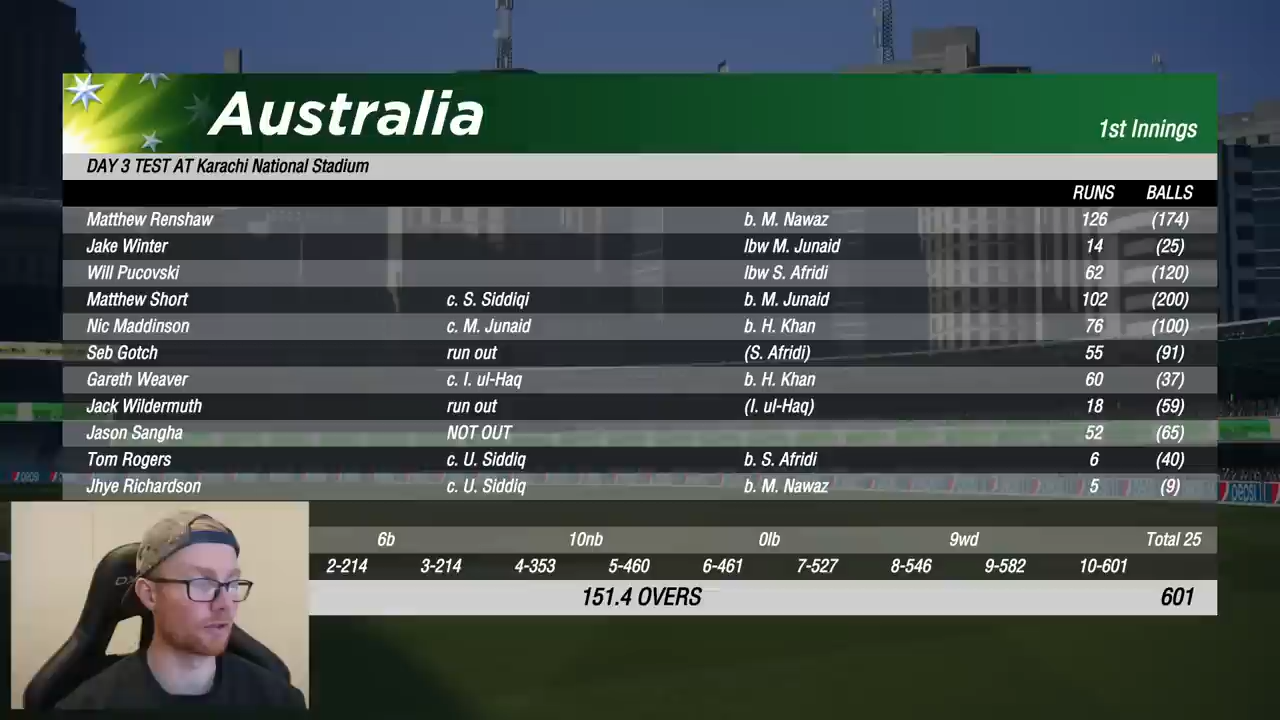 Australia
1st Innings
DAY 3 TEST AT Karachi National Stadium
RUNS BALLS
Matthew Renshaw b. M. Nawaz 126 (174)
Jake Winter lbw M. Junaid 14 (25)
Will Pucovski lbw S. Afridi 62 (120)
Matthew Short c. S. Siddiqi b. M. Junaid 102 (200)
Nic Maddinson c. M. Junaid b. H. Khan 76 (100)
Seb Gotch run out (S. Afridi) 55 (91)
Gareth Weaver c. I. ul-Haq b. H. Khan 60 (37)
Jack Wildermuth run out (I. ul-Haq) 18 (59)
Jason Sangha NOT OUT 52 (65)
Tom Rogers c. U. Siddiq b. S. Afridi 6 (40)
Jhye Richardson c. U. Siddiq b. M. Nawaz 5 (9)
6b 10nb 0lb 9wd Total 25
2-214 3-214 4-353 5-460 6-461 7-527 8-546 9-582 10-601
151.4 OVERS 601
pepsi